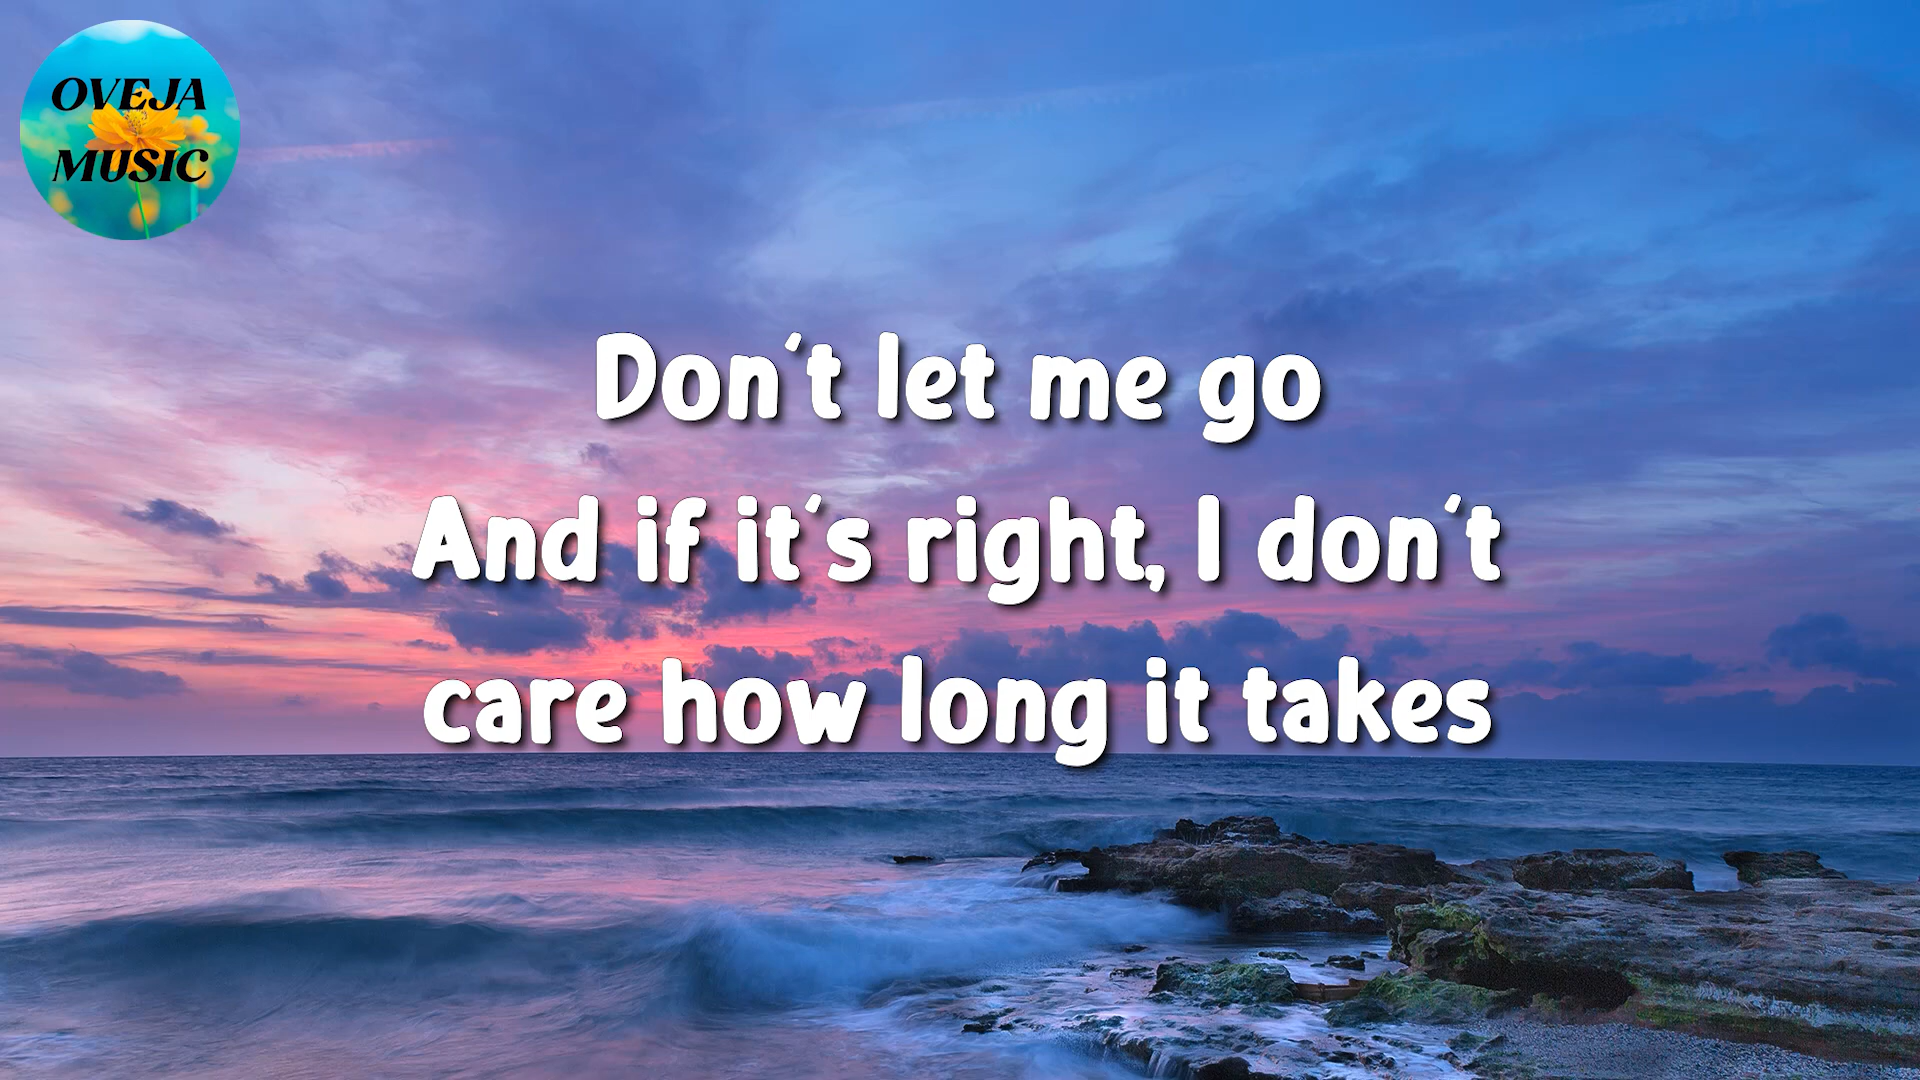 OVEJA
MUSIC
Don't let me go
And if it's right, I don't
care how long it takes